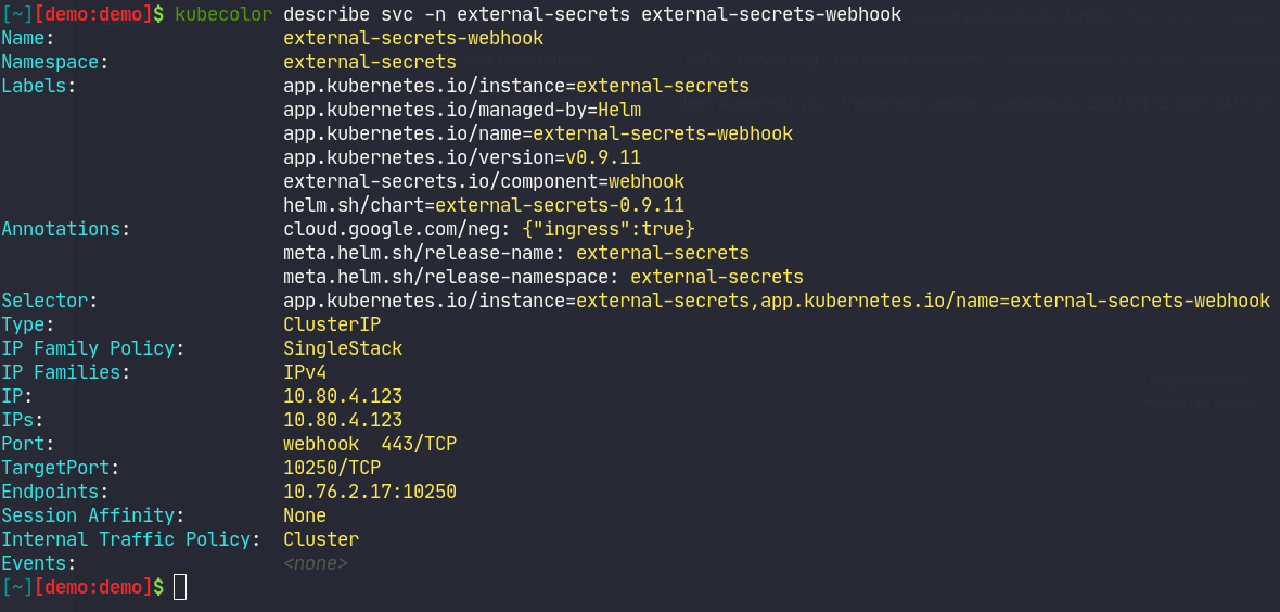 [~][demo:demo]$ kubecolor describe svc -n external-secrets external-secrets-webhook
Name: external-secrets-webhook
Namespace: external-secrets
Labels: app.kubernetes.io/instance=external-secrets
app.kubernetes.io/managed-by=Helm
app.kubernetes.io/name=external-secrets-webhook
app.kubernetes.io/version=v0.9.11
external-secrets.io/component=webhook
helm.sh/chart=external-secrets-0.9.11
Annotations: cloud.google.com/neg: {"ingress":true}
meta.helm.sh/release-name: external-secrets
meta.helm.sh/release-namespace: external-secrets
Selector: app.kubernetes.io/instance=external-secrets,app.kubernetes.io/name=external-secrets-webhook
Type: ClusterIP
IP Family Policy: SingleStack
IP Families: IPv4
IP: 10.80.4.123
IPs: 10.80.4.123
Port: webhook 443/TCP
TargetPort: 10250/TCP
Endpoints: 10.76.2.17:10250
Session Affinity: None
Internal Traffic Policy: Cluster
Events: <none>
[~][demo:demo]$